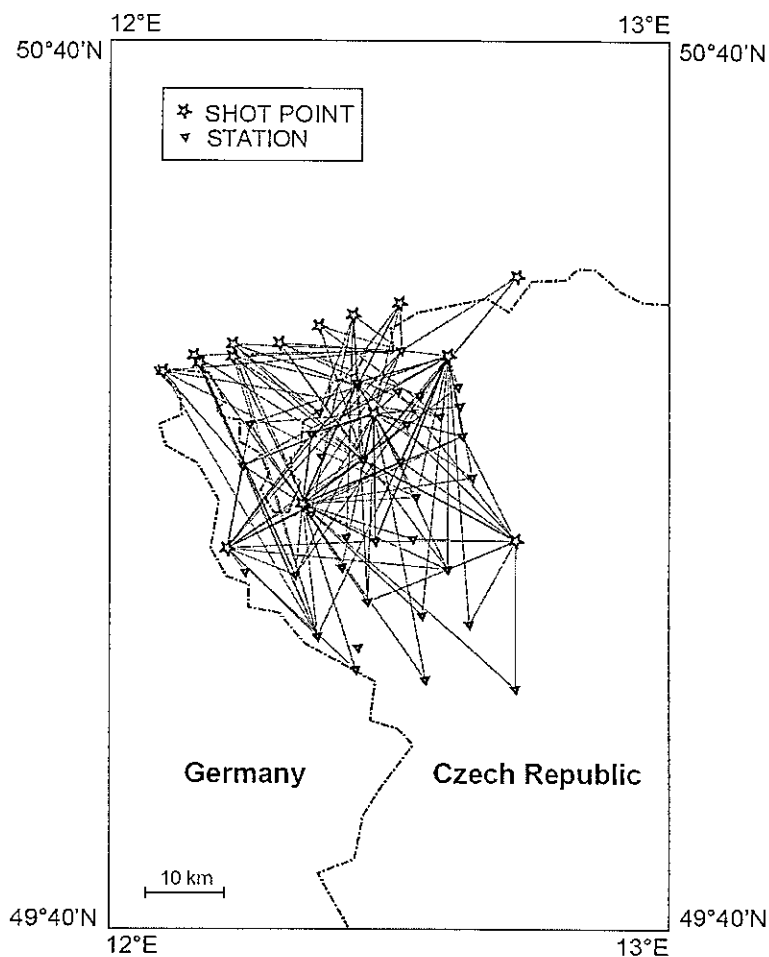 12°E 13°E
50°40'N 50°40'N
SHOT POINT
STATION
Germany Czech Republic
10 km
49°40'N 49°40'N
12°E 13°E